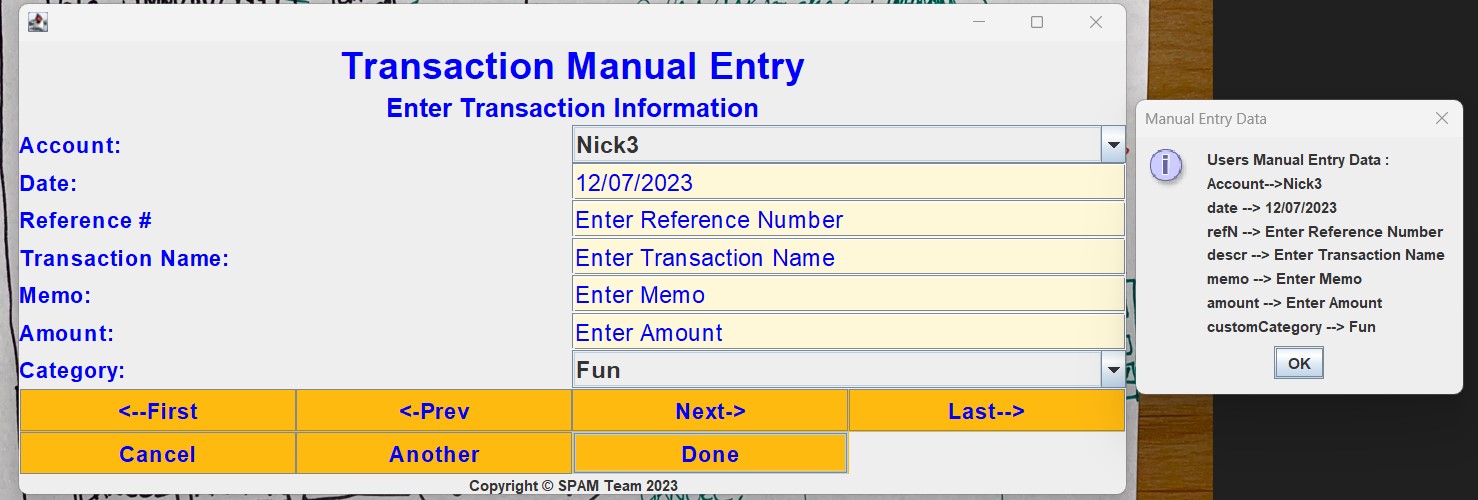 Transaction Manual Entry
Enter Transaction Information
Account: Nick3
Date: 12/07/2023
Reference # Enter Reference Number
Transaction Name: Enter Transaction Name
Memo: Enter Memo
Amount: Enter Amount
Category: Fun
<--First <-Prev Next-> Last-->
Cancel Another Done
Copyright © SPAM Team 2023
Manual Entry Data
Users Manual Entry Data :
Account-->Nick3
date --> 12/07/2023
refN --> Enter Reference Number
descr --> Enter Transaction Name
memo --> Enter Memo
amount --> Enter Amount
customCategory --> Fun
OK